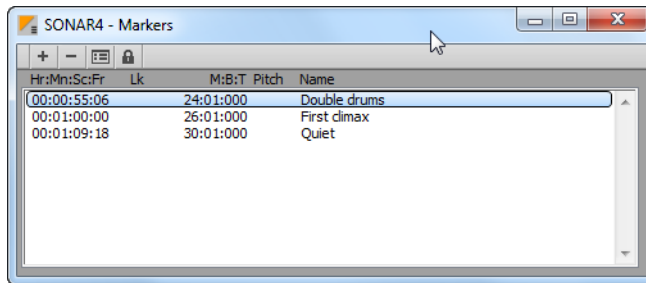 SONAR4 - Markers
Hr:Mn:Sc:Fr Lk M:B:T Pitch Name
00:00:55:06 24:01:000 Double drums
00:01:00:00 26:01:000 First climax
00:01:09:18 30:01:000 Quiet